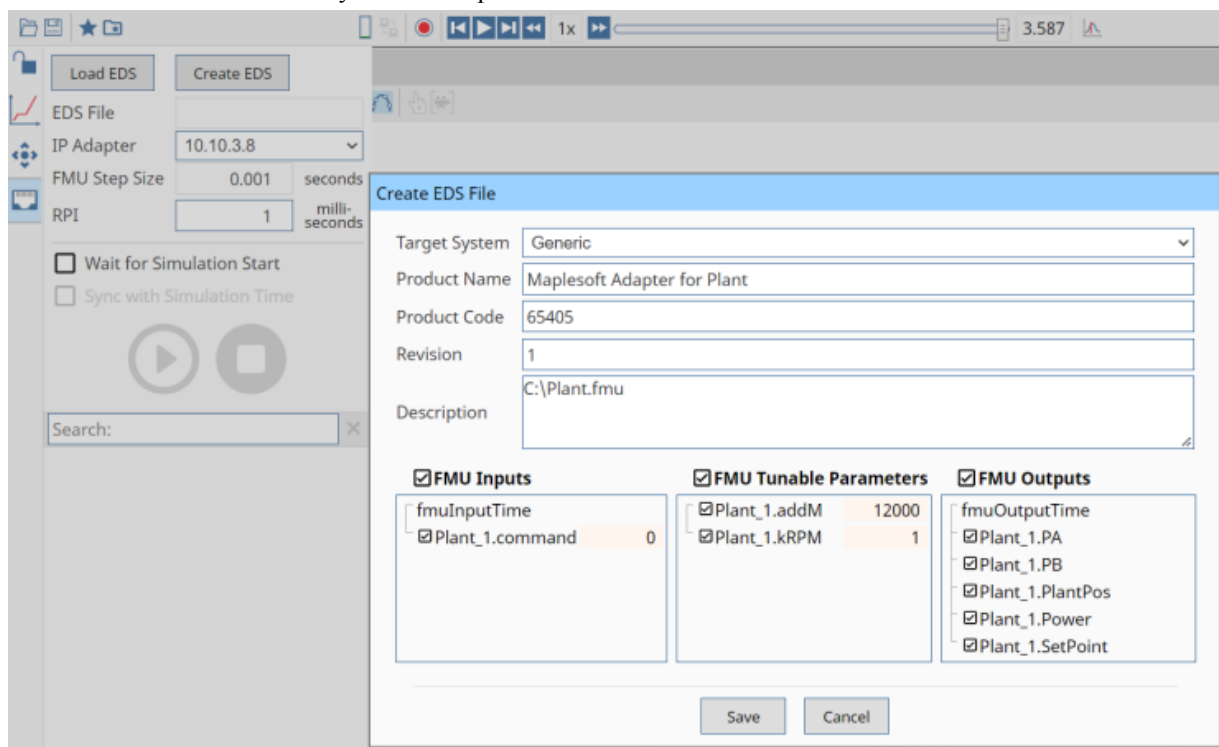 1x
3.587
Load EDS
Create EDS
EDS File
IP Adapter
10.10.3.8
FMU Step Size
0.001
seconds
RPI
1
milli-
seconds
Wait for Simulation Start
Sync with Simulation Time
Search:
Create EDS File
Target System
Generic
Product Name
Maplesoft Adapter for Plant
Product Code
65405
Revision
1
Description
C:\Plant.fmu
FMU Inputs
fmuInputTime
Plant_1.command
0
FMU Tunable Parameters
Plant_1.addM
12000
Plant_1.kRPM
1
FMU Outputs
fmuOutputTime
Plant_1.PA
Plant_1.PB
Plant_1.PlantPos
Plant_1.Power
Plant_1.SetPoint
Save
Cancel